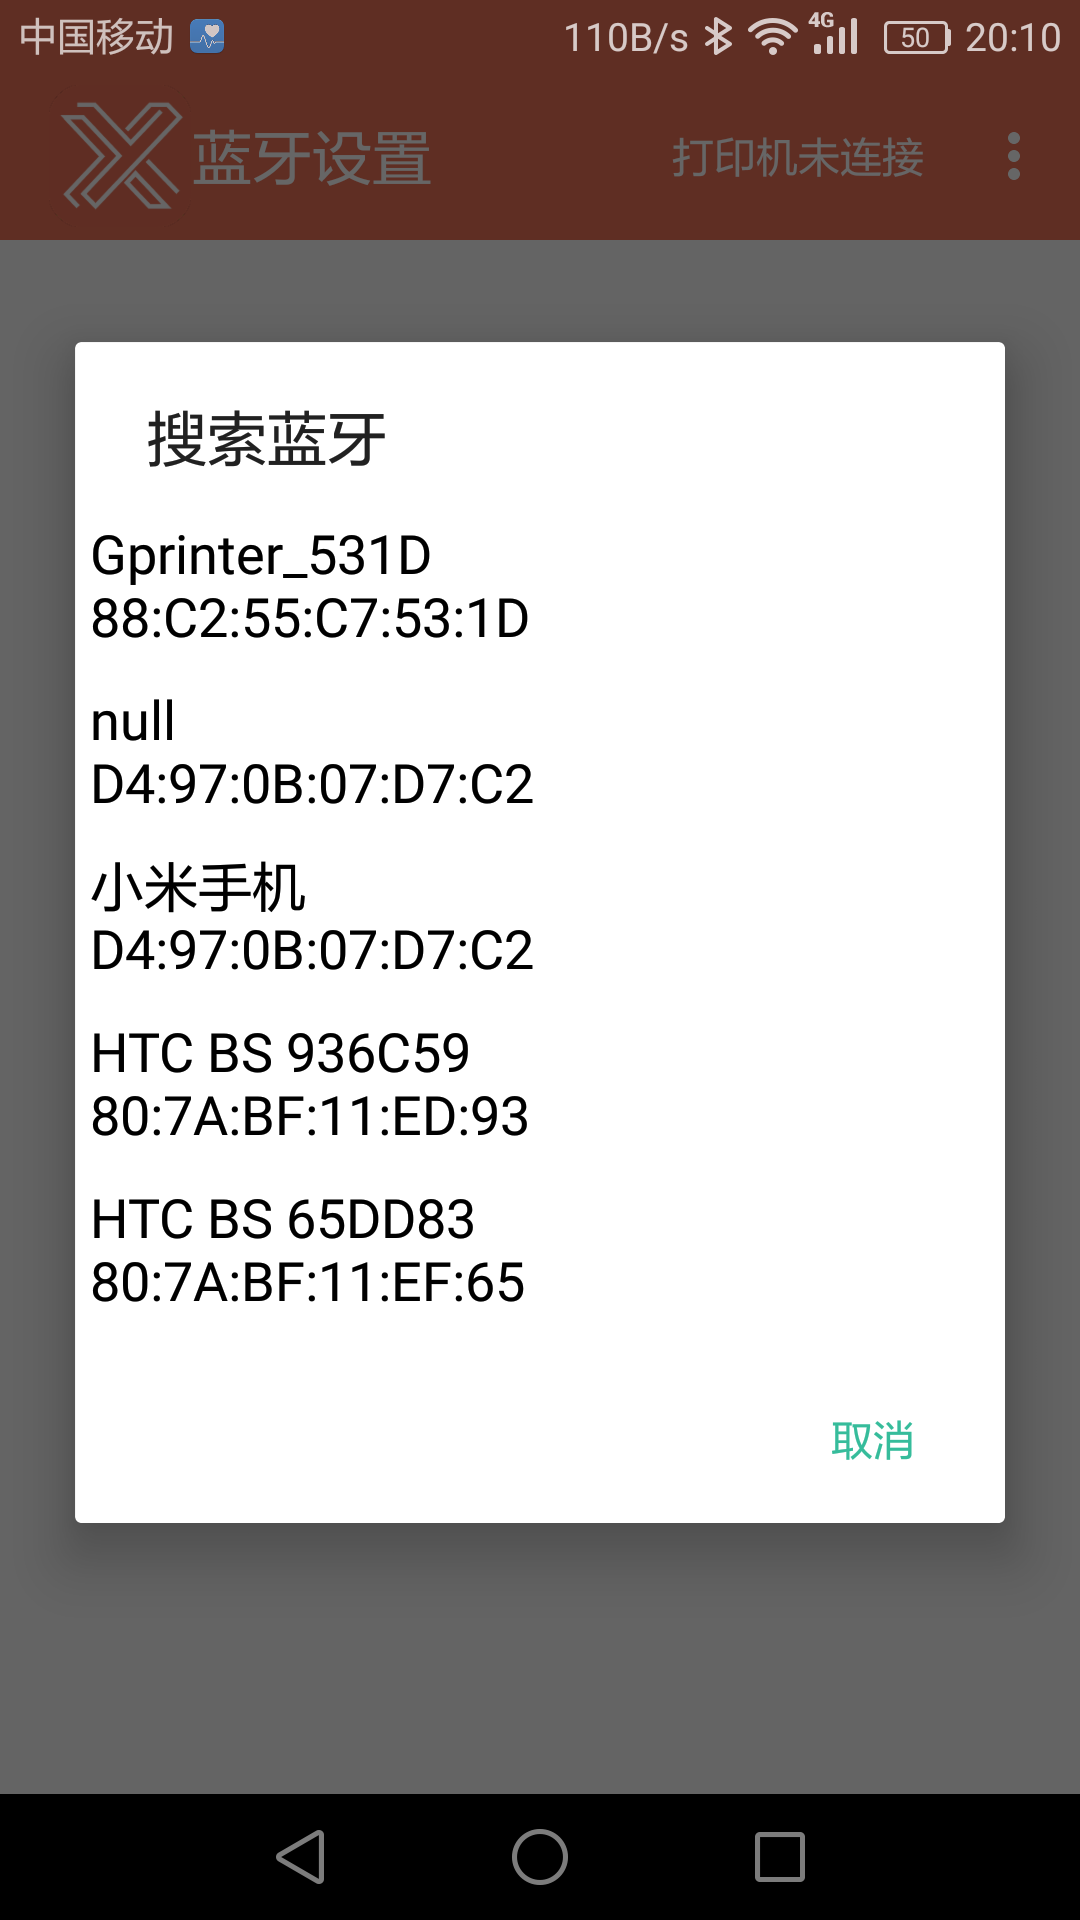 中国移动 110B/s 4G 50 20:10
蓝牙设置 打印机未连接
搜索蓝牙
Gprinter_531D
88:C2:55:C7:53:1D
null
D4:97:0B:07:D7:C2
小米手机
D4:97:0B:07:D7:C2
HTC BS 936C59
80:7A:BF:11:ED:93
HTC BS 65DD83
80:7A:BF:11:EF:65
取消